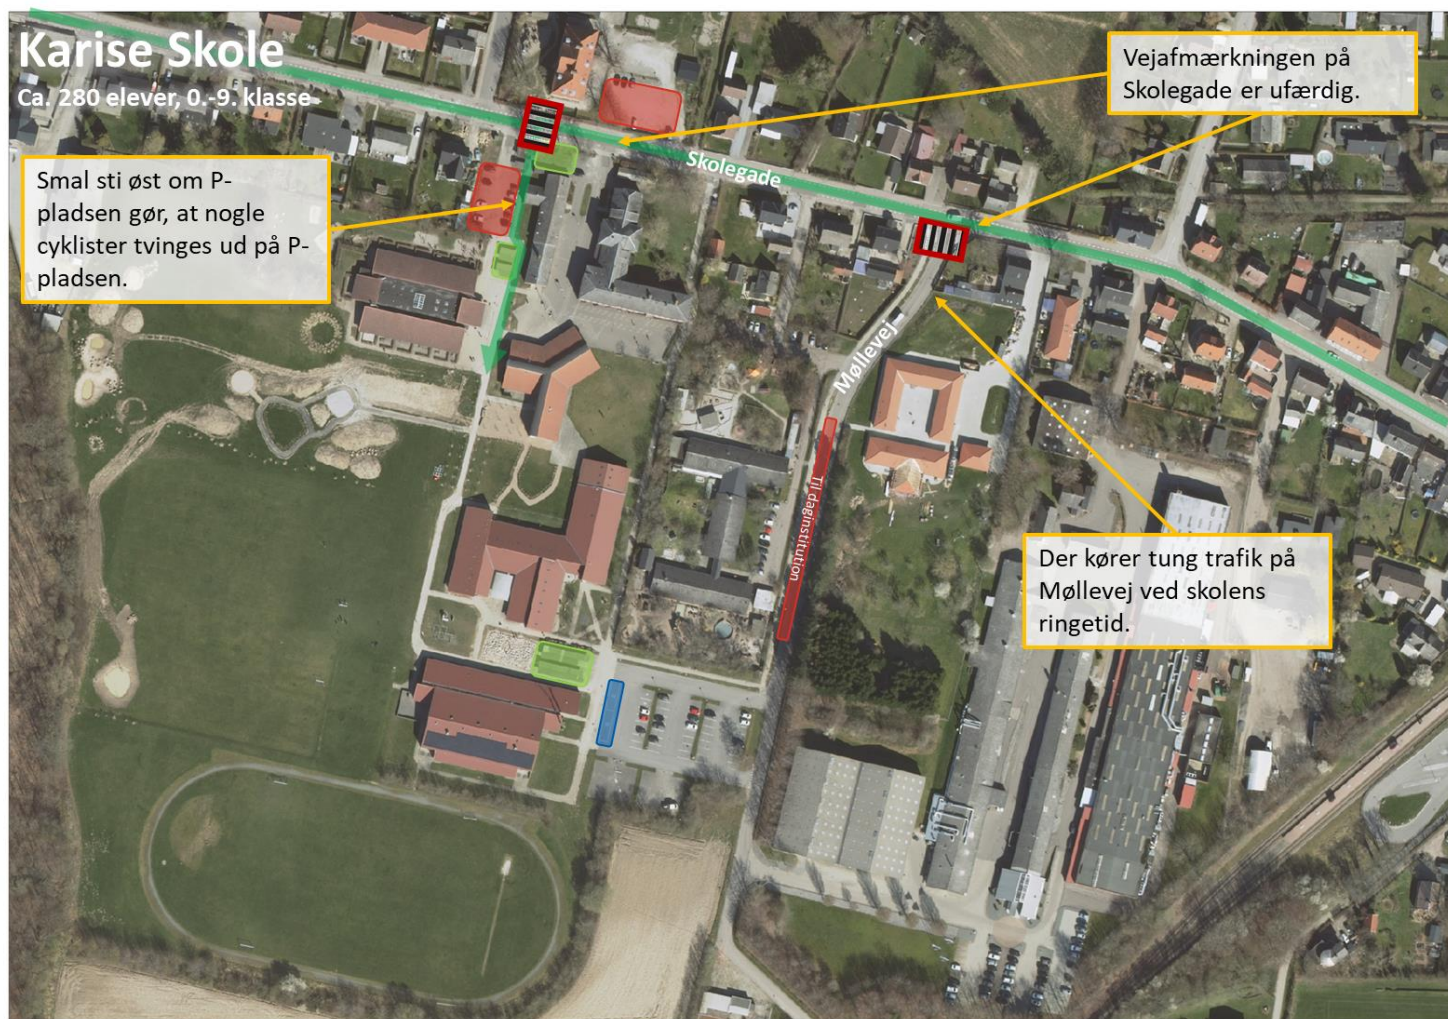 Karise Skole
Ca. 280 elever, 0.-9. klasse
Vejafmærkningen på
Skolegade er ufærdig.
Smal sti øst om P-
pladsen gør, at nogle
cyklister tvinges ud på P-
pladsen.
Skolegade
Møllevej
Til daginstitution
Der kører tung trafik på
Møllevej ved skolens
ringetid.